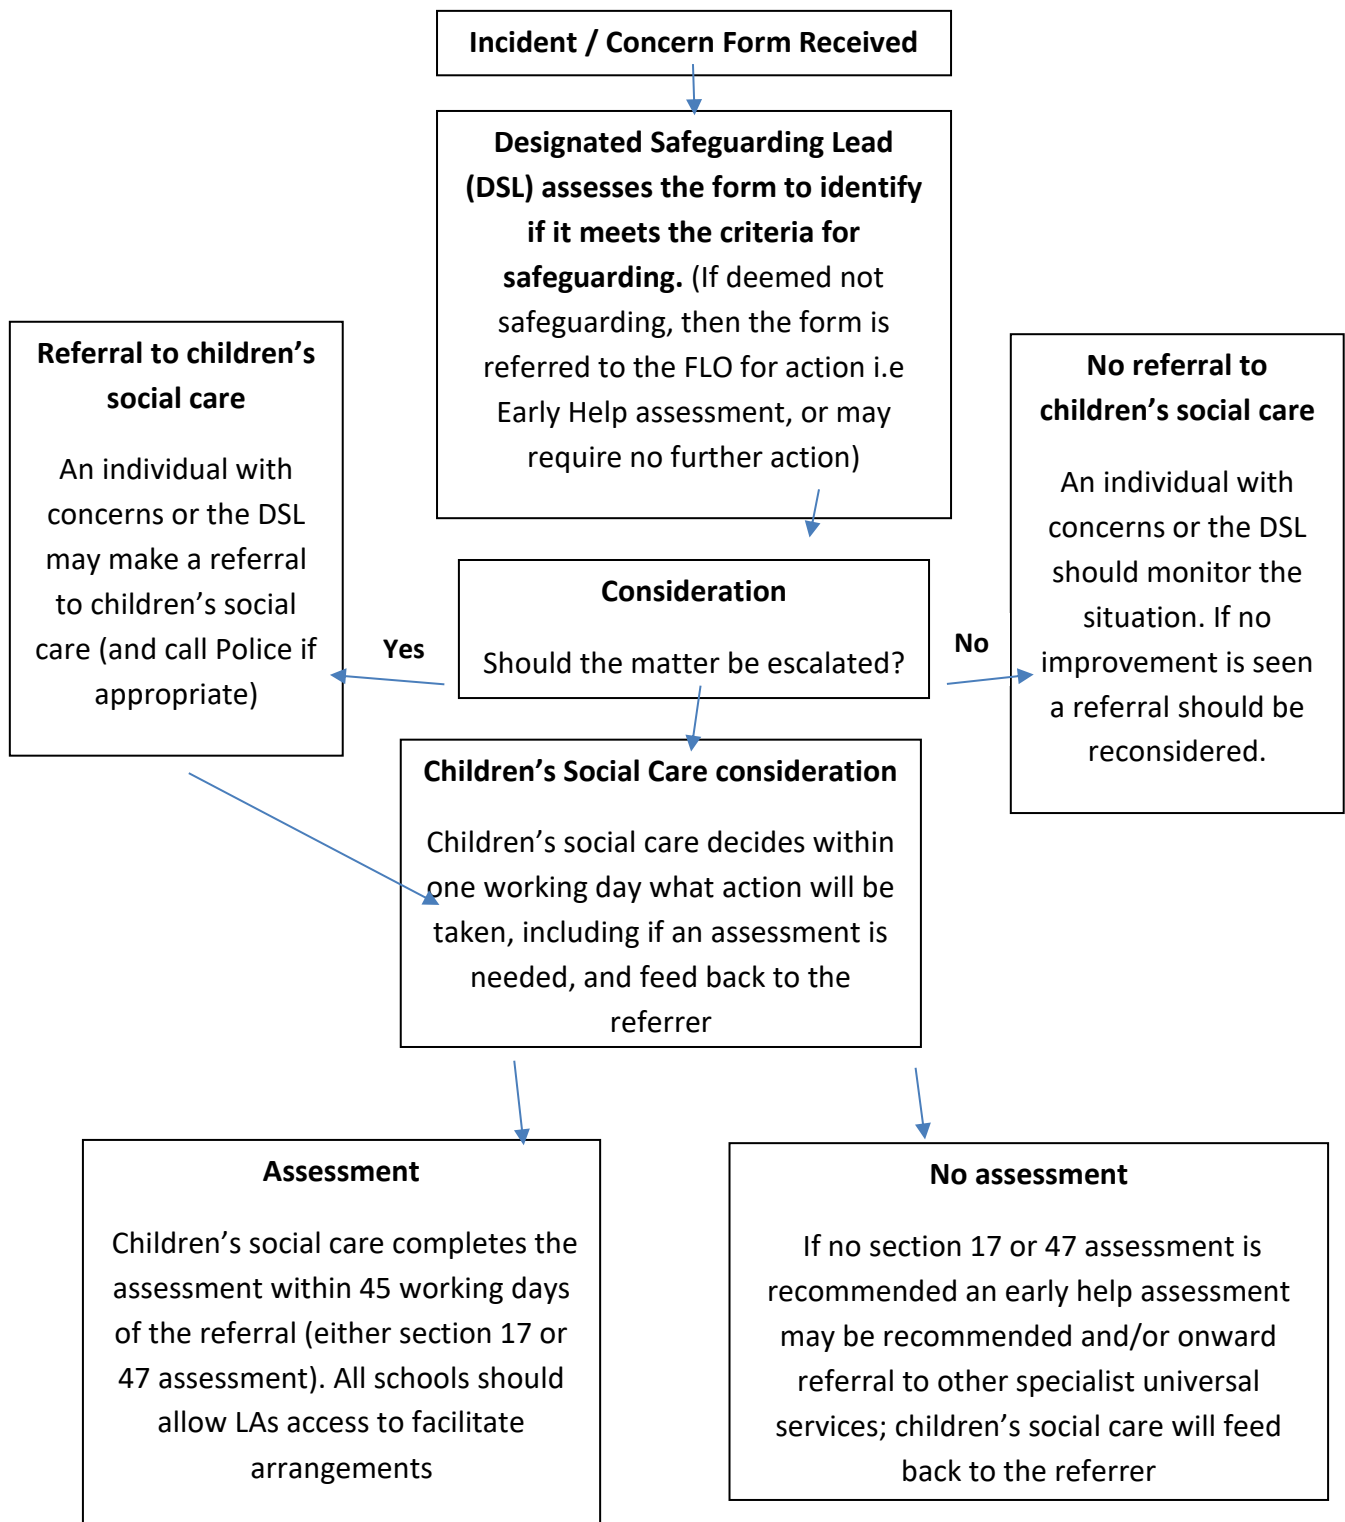 Incident / Concern Form Received
Designated Safeguarding Lead
(DSL) assesses the form to identify
if it meets the criteria for
safeguarding. (If deemed not
safeguarding, then the form is
referred to the FLO for action i.e
Early Help assessment, or may
require no further action)
Referral to children’s
social care
An individual with
concerns or the DSL
may make a referral
to children’s social
care (and call Police if
appropriate)
Yes
Consideration
Should the matter be escalated?
No
No referral to
children’s social care
An individual with
concerns or the DSL
should monitor the
situation. If no
improvement is seen
a referral should be
reconsidered.
Children’s Social Care consideration
Children’s social care decides within
one working day what action will be
taken, including if an assessment is
needed, and feed back to the
referrer
Assessment
Children’s social care completes the
assessment within 45 working days
of the referral (either section 17 or
47 assessment). All schools should
allow LAs access to facilitate
arrangements
No assessment
If no section 17 or 47 assessment is
recommended an early help assessment
may be recommended and/or onward
referral to other specialist universal
services; children’s social care will feed
back to the referrer